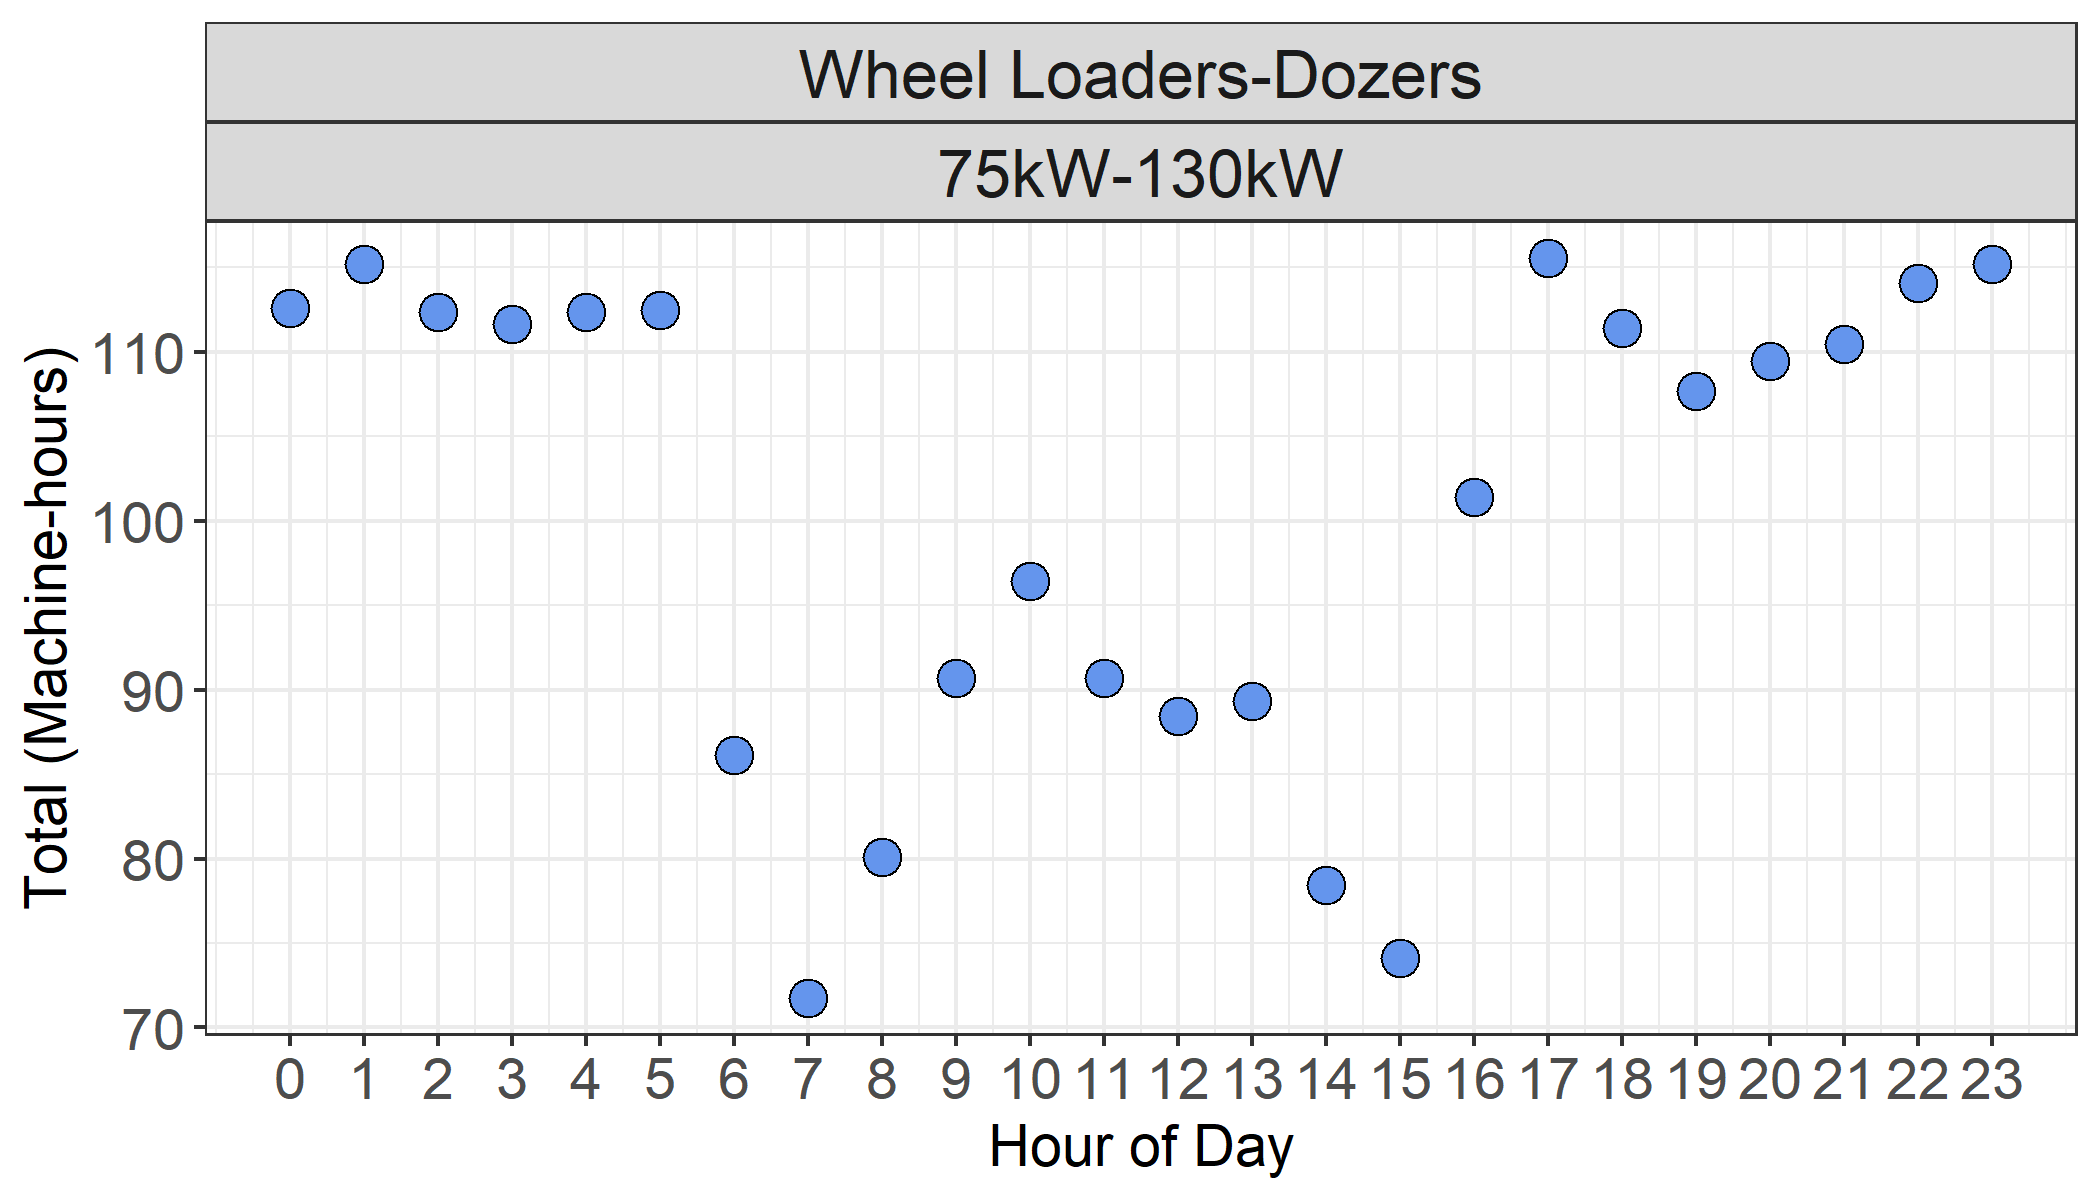 Wheel Loaders-Dozers
75kW-130kW
Total (Machine-hours)
110
100
90
80
70
0 1 2 3 4 5 6 7 8 9 10 11 12 13 14 15 16 17 18 19 20 21 22 23
Hour of Day